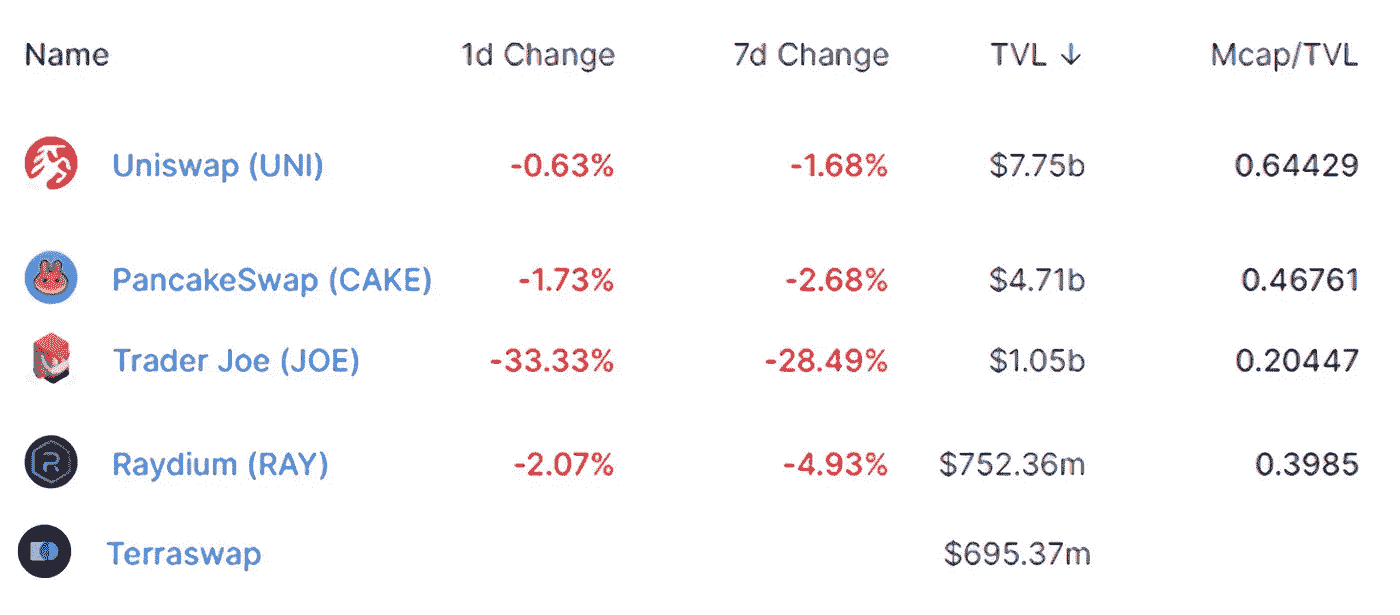 Name 1d Change 7d Change TVL ↓ Mcap/TVL
Uniswap (UNI) -0.63% -1.68% $7.75b 0.64429
PancakeSwap (CAKE) -1.73% -2.68% $4.71b 0.46761
Trader Joe (JOE) -33.33% -28.49% $1.05b 0.20447
Raydium (RAY) -2.07% -4.93% $752.36m 0.3985
Terraswap $695.37m